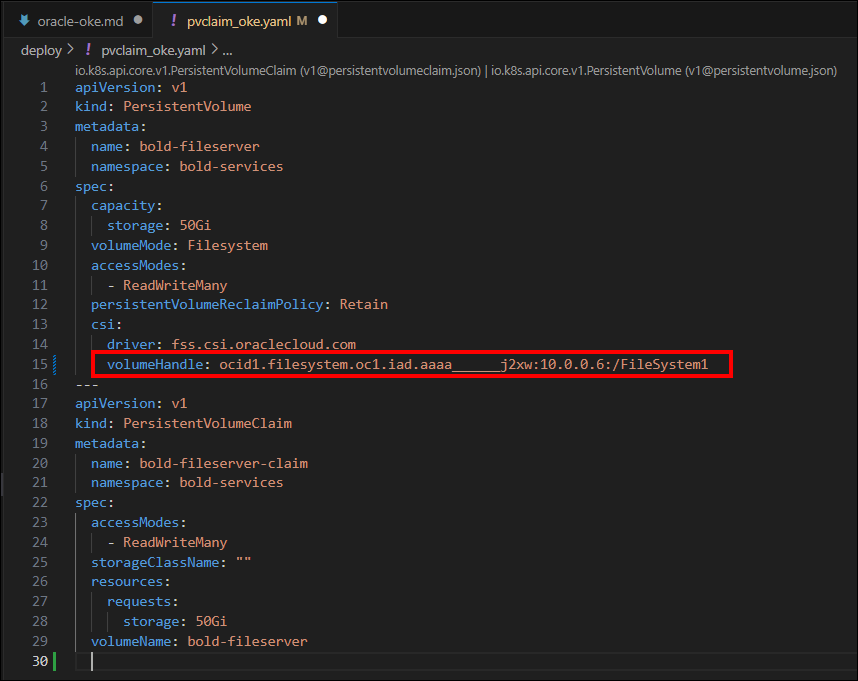 oracle-oke.md ● ! pvclaim_oke.yaml M ●
deploy > ! pvclaim_oke.yaml > ...
io.k8s.api.core.v1.PersistentVolumeClaim (v1@persistentvolumeclaim.json) | io.k8s.api.core.v1.PersistentVolume (v1@persistentvolume.json)
1 apiVersion: v1
2 kind: PersistentVolume
3 metadata:
4   name: bold-fileserver
5   namespace: bold-services
6 spec:
7   capacity:
8     storage: 50Gi
9   volumeMode: Filesystem
10   accessModes:
11     - ReadWriteMany
12   persistentVolumeReclaimPolicy: Retain
13   csi:
14     driver: fss.csi.oraclecloud.com
15     volumeHandle: ocid1.filesystem.oc1.iad.aaaa______j2xw:10.0.0.6:/FileSystem1
16 ---
17 apiVersion: v1
18 kind: PersistentVolumeClaim
19 metadata:
20   name: bold-fileserver-claim
21   namespace: bold-services
22 spec:
23   accessModes:
24     - ReadWriteMany
25   storageClassName: ""
26   resources:
27     requests:
28       storage: 50Gi
29   volumeName: bold-fileserver
30